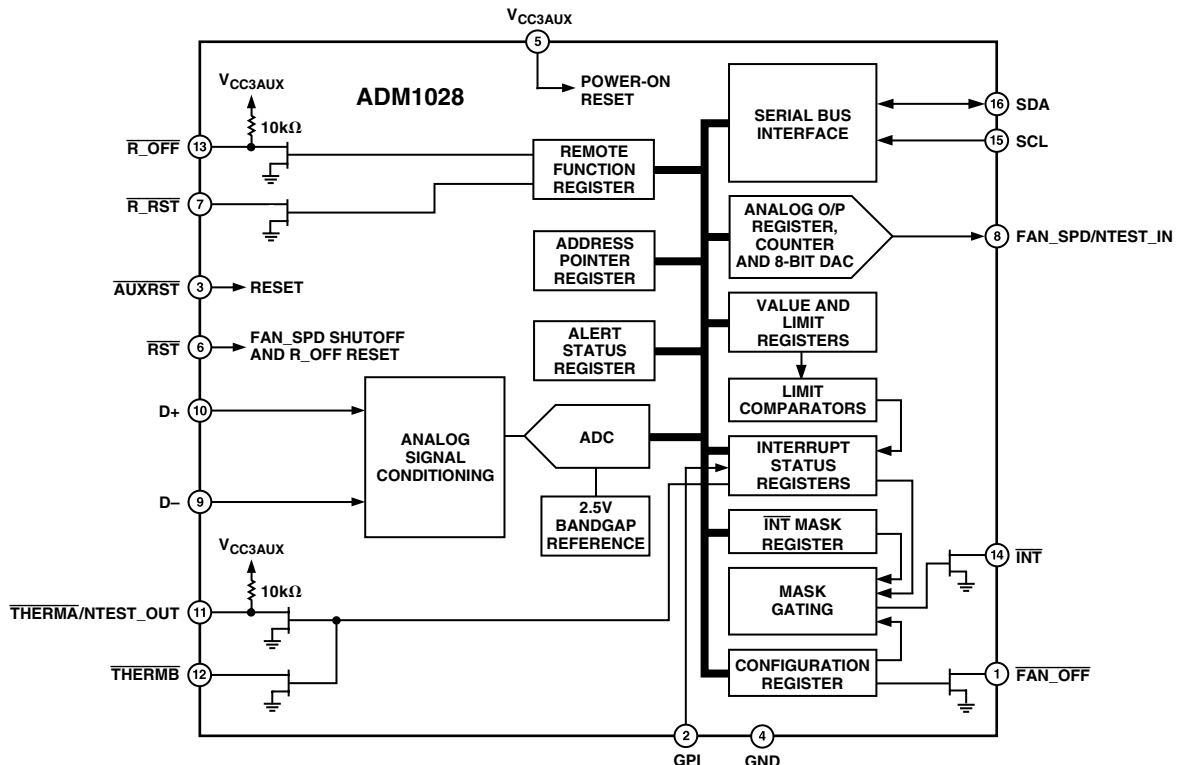 VCC3AUX
5
VCC3AUX
ADM1028
POWER-ON
RESET
10kΩ
R_OFF
13
R_RST
7
REMOTE
FUNCTION
REGISTER
SERIAL BUS
INTERFACE
16
SDA
15
SCL
ADDRESS
POINTER
REGISTER
ANALOG O/P
REGISTER,
COUNTER
AND 8-BIT DAC
8
FAN_SPD/NTEST_IN
AUXRST
3
RESET
RST
6
FAN_SPD SHUTOFF
AND R_OFF RESET
ALERT
STATUS
REGISTER
VALUE AND
LIMIT
REGISTERS
LIMIT
COMPARATORS
D+
10
D–
9
ANALOG
SIGNAL
CONDITIONING
ADC
2.5V
BANDGAP
REFERENCE
INTERRUPT
STATUS
REGISTERS
INT MASK
REGISTER
MASK
GATING
14
INT
VCC3AUX
10kΩ
THERMA/NTEST_OUT
11
THERMB
12
CONFIGURATION
REGISTER
1
FAN_OFF
2
GPI
4
GND